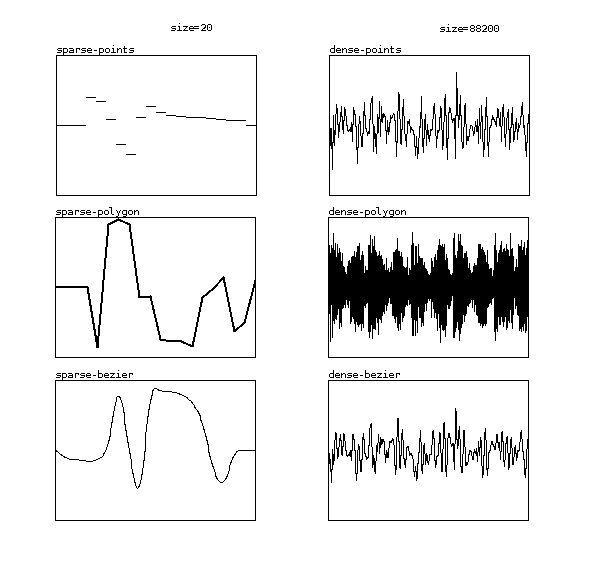 size=20
size=88200
sparse-points
dense-points
sparse-polygon
dense-polygon
sparse-bezier
dense-bezier